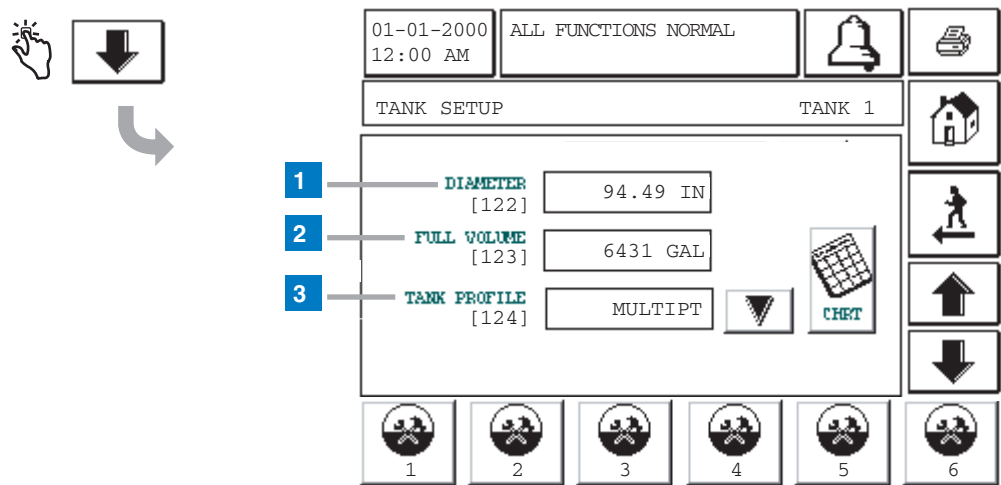 01-01-2000
12:00 AM
ALL FUNCTIONS NORMAL
TANK SETUP TANK 1
1 DIAMETER
[122] 94.49 IN
2 FULL VOLUME
[123] 6431 GAL
3 TANK PROFILE
[124] MULTIPT
CHRT
1 2 3 4 5 6